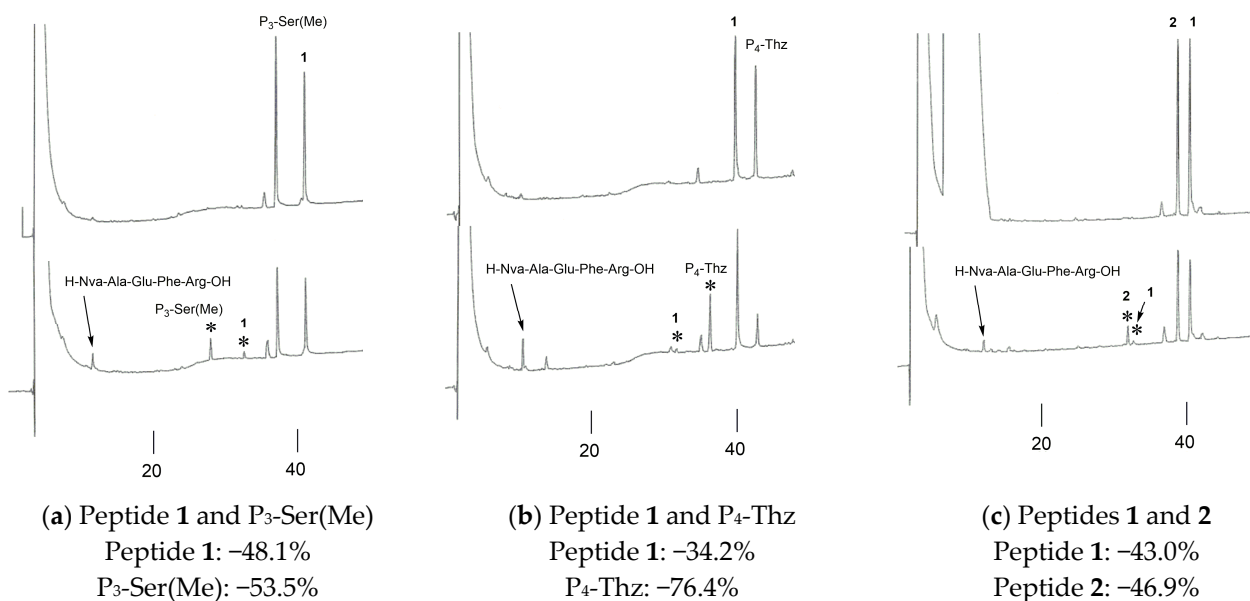 P3-Ser(Me)
1
H-Nva-Ala-Glu-Phe-Arg-OH
P3-Ser(Me)
*
1
*
20
40
(a) Peptide 1 and P3-Ser(Me)
Peptide 1: −48.1%
P3-Ser(Me): −53.5%
1
P4-Thz
H-Nva-Ala-Glu-Phe-Arg-OH
P4-Thz
*
1
*
20
40
(b) Peptide 1 and P4-Thz
Peptide 1: −34.2%
P4-Thz: −76.4%
2 1
H-Nva-Ala-Glu-Phe-Arg-OH
2 1
* *
20
40
(c) Peptides 1 and 2
Peptide 1: −43.0%
Peptide 2: −46.9%